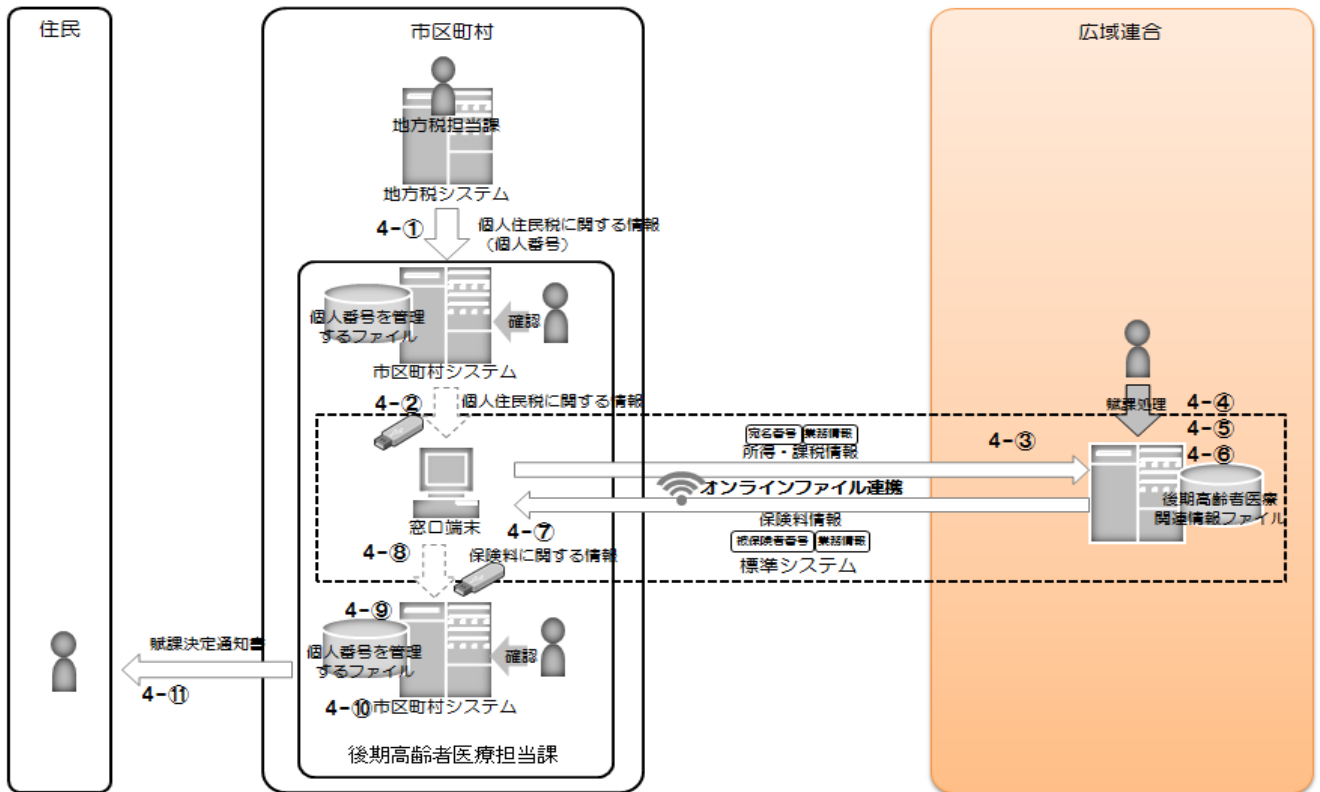 住民
市区町村
広域連合
地方税担当課
地方税システム
4-①
個人住民税に関する情報
（個人番号）
個人番号を管理
するファイル
確認
市区町村システム
4-②
個人住民税に関する情報
賦課処理
4-④
4-⑤
4-⑥
宛名番号 業務情報
4-③
所得・課税情報
オンラインファイル連携
後期高齢者医療
関連情報ファイル
窓口端末
4-⑦
保険料情報
被保険者番号 業務情報
標準システム
4-⑧
保険料に関する情報
4-⑨
個人番号を管理
するファイル
確認
4-⑩
市区町村システム
賦課決定通知書
4-⑪
後期高齢者医療担当課